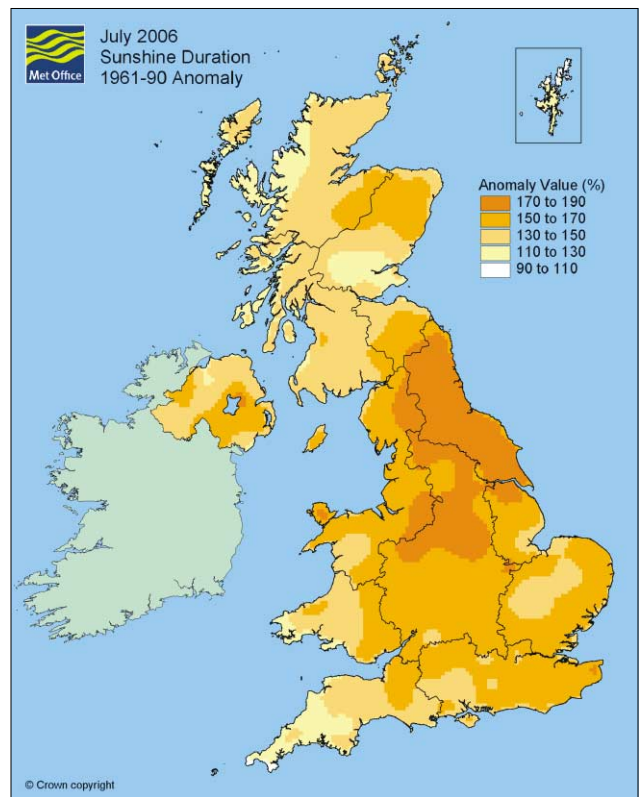 Met Office
July 2006
Sunshine Duration
1961-90 Anomaly
Anomaly Value (%)
170 to 190
150 to 170
130 to 150
110 to 130
90 to 110
© Crown copyright